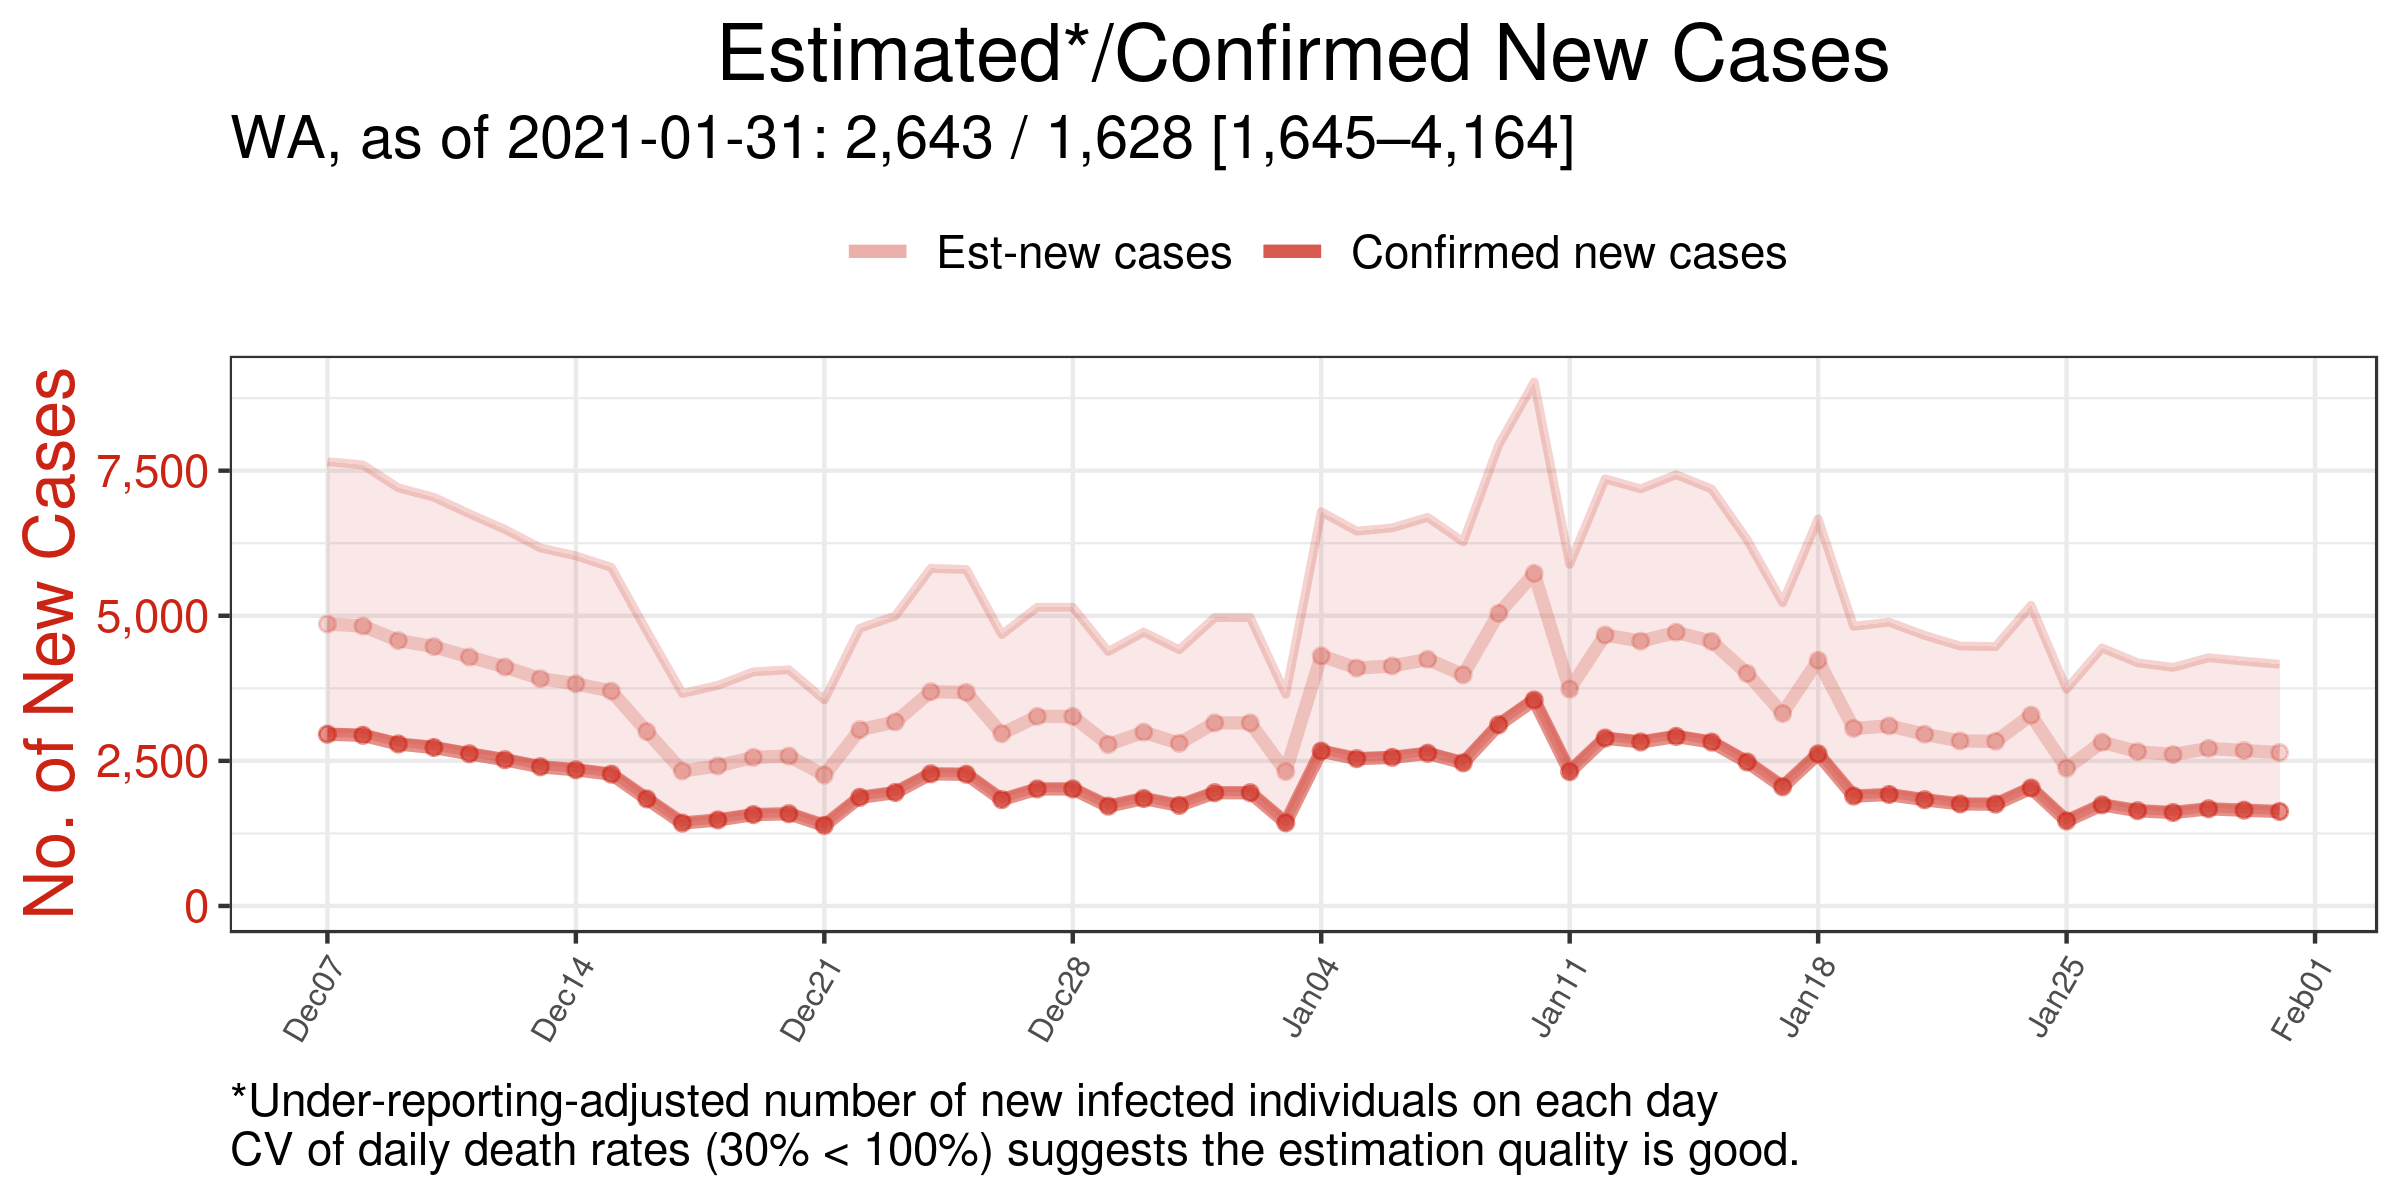 Estimated*/Confirmed New Cases
WA, as of 2021-01-31: 2,643 / 1,628 [1,645–4,164]
Est-new cases
Confirmed new cases
No. of New Cases
7,500
5,000
2,500
0
Dec07
Dec14
Dec21
Dec28
Jan04
Jan11
Jan18
Jan25
Feb01
*Under-reporting-adjusted number of new infected individuals on each day
CV of daily death rates (30% < 100%) suggests the estimation quality is good.